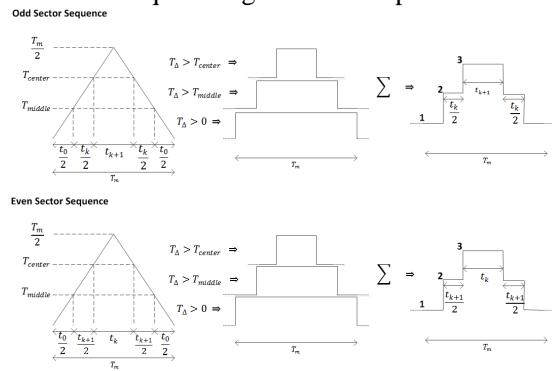 Odd Sector Sequence
T_m/2
T_center
T_middle
t_0/2 t_k/2 t_{k+1} t_k/2 t_0/2
T_m
T_Δ > T_center ⇒
T_Δ > T_middle ⇒
T_Δ > 0 ⇒
T_m
∑ ⇒
3
2
1
t_{k+1}
t_k/2 t_k/2
T_m
Even Sector Sequence
T_m/2
T_center
T_middle
t_0/2 t_{k+1}/2 t_k t_{k+1}/2 t_0/2
T_m
T_Δ > T_center ⇒
T_Δ > T_middle ⇒
T_Δ > 0 ⇒
T_m
∑ ⇒
3
2
1
t_k
t_{k+1}/2 t_{k+1}/2
T_m